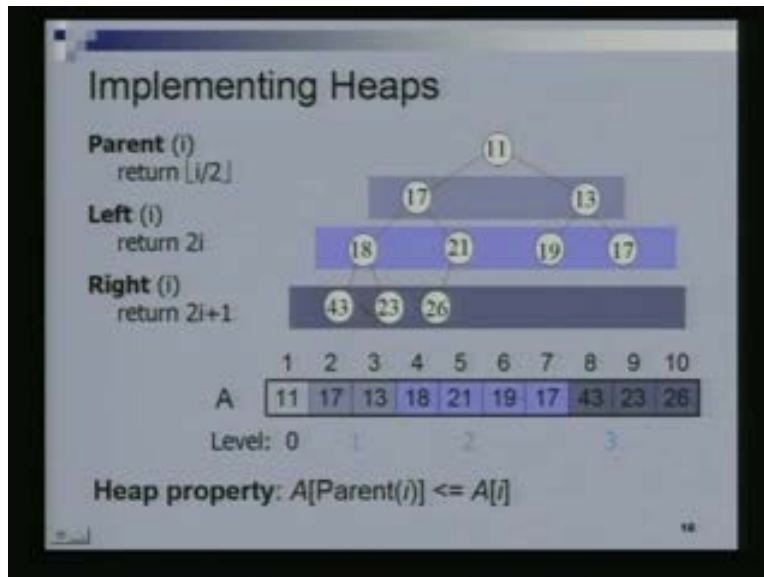 Implementing Heaps
Parent (i)
return ⌊i/2⌋
Left (i)
return 2i
Right (i)
return 2i+1
11
17 13
18 21 19 17
43 23 26
1 2 3 4 5 6 7 8 9 10
A 11 17 13 18 21 19 17 43 23 26
Level: 0 1 2 3
Heap property: A[Parent(i)] <= A[i]